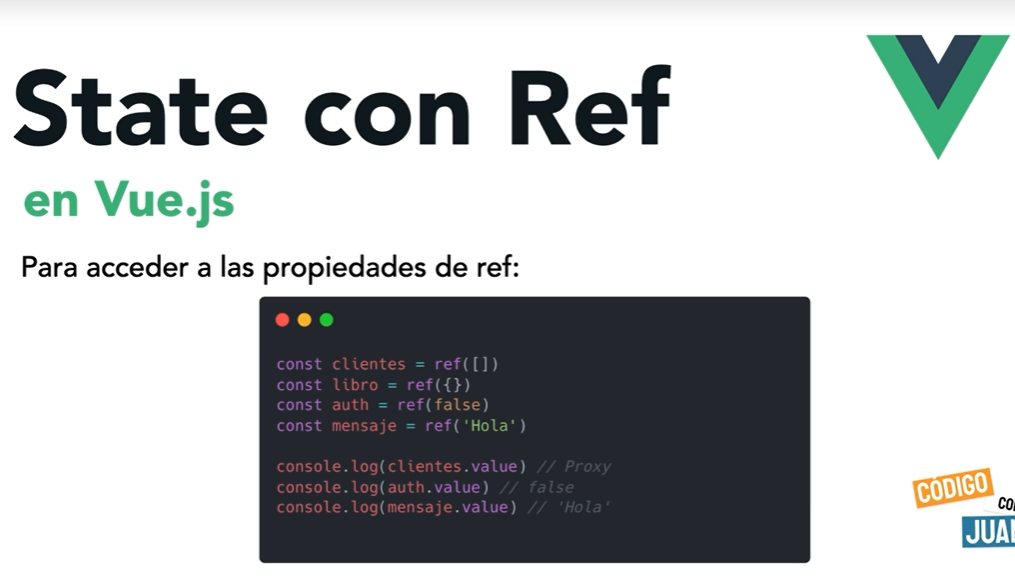 State con Ref
en Vue.js
Para acceder a las propiedades de ref:
const clientes = ref([])
const libro = ref({})
const auth = ref(false)
const mensaje = ref('Hola')
console.log(clientes.value) // Proxy
console.log(auth.value) // false
console.log(mensaje.value) // 'Hola'
CÓDIGO